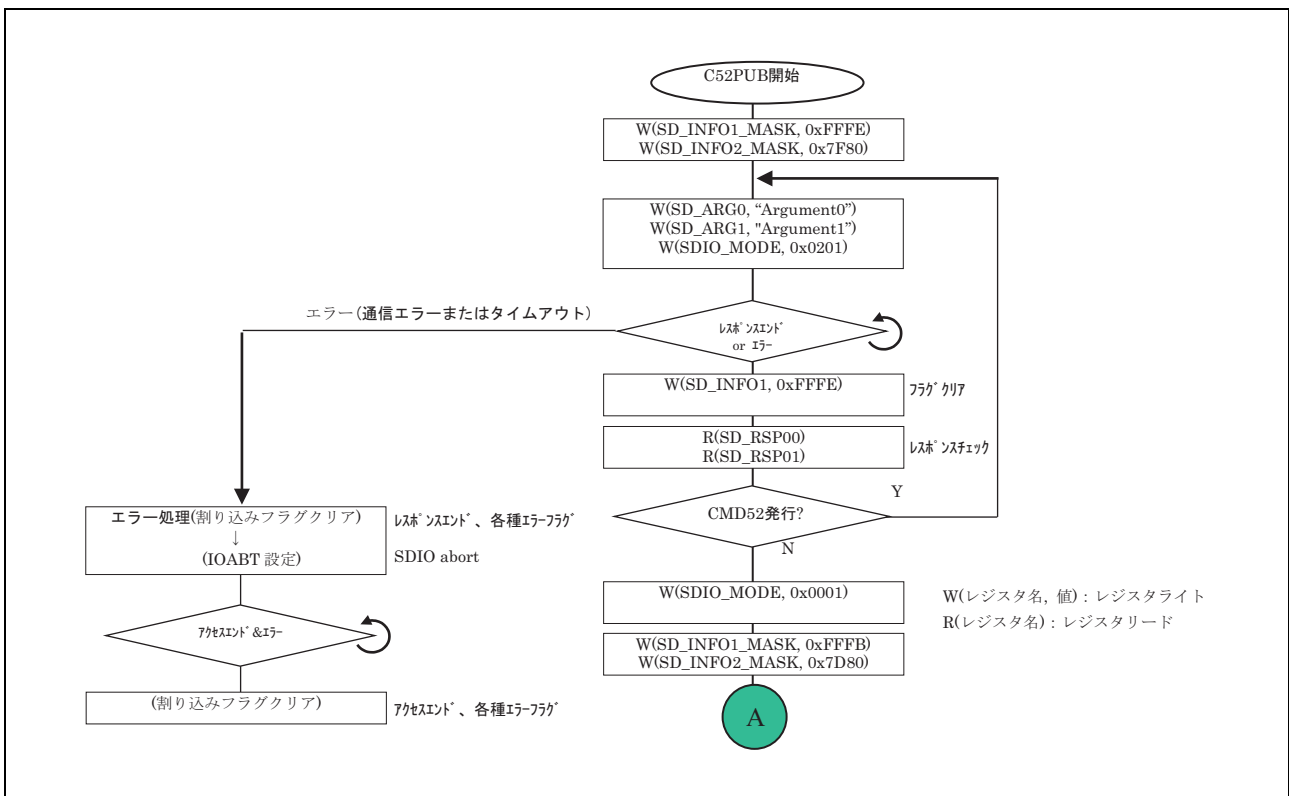 C52PUB開始
W(SD_INFO1_MASK, 0xFFFE)
W(SD_INFO2_MASK, 0x7F80)
W(SD_ARG0, “Argument0”)
W(SD_ARG1, "Argument1”)
W(SDIO_MODE, 0x0201)
エラー(通信エラーまたはタイムアウト)
ﾚｽﾎﾟﾝｽｴﾝﾄﾞ
or ｴﾗｰ
W(SD_INFO1, 0xFFFE)
ﾌﾗｸﾞｸﾘｱ
R(SD_RSP00)
R(SD_RSP01)
ﾚｽﾎﾟﾝｽﾁｪｯｸ
CMD52発行?
Y
N
エラー処理(割り込みフラグクリア)
↓
(IOABT 設定)
ﾚｽﾎﾟﾝｽｴﾝﾄﾞ、各種ｴﾗｰﾌﾗｸﾞ
SDIO abort
ｱｸｾｽｴﾝﾄﾞ&ｴﾗｰ
(割り込みフラグクリア)
ｱｸｾｽｴﾝﾄﾞ、各種ｴﾗｰﾌﾗｸﾞ
W(SDIO_MODE, 0x0001)
W(SD_INFO1_MASK, 0xFFFB)
W(SD_INFO2_MASK, 0x7D80)
A
W(レジスタ名, 値) : レジスタライト
R(レジスタ名) : レジスタリード